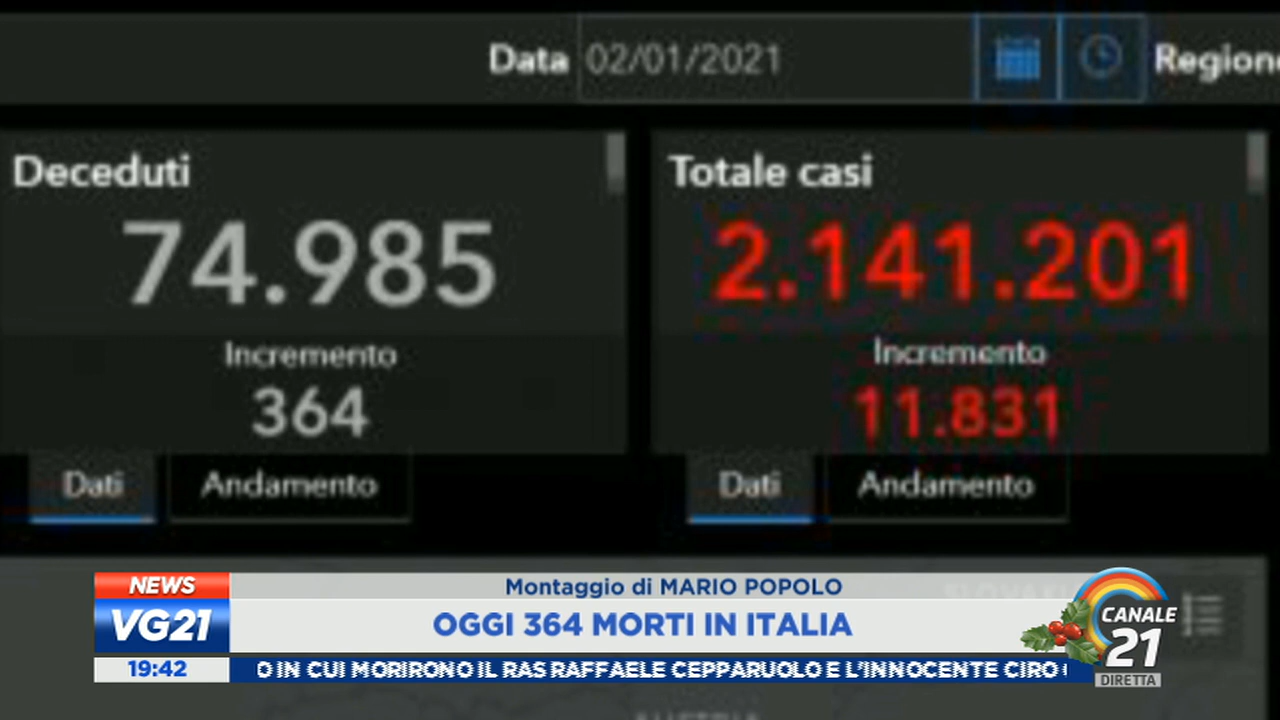 Data 02/01/2021 Region
Deceduti
74.985
Incremento
364
Dati Andamento
Totale casi
2.141.201
Incremento
11.831
Dati Andamento
NEWS
VG21
19:42
Montaggio di MARIO POPOLO
OGGI 364 MORTI IN ITALIA
O IN CUI MORIRONO IL RAS RAFFAELE CEPPARUOLO E L'INNOCENTE CIRO
CANALE
21
DIRETTA
AUSTRIA